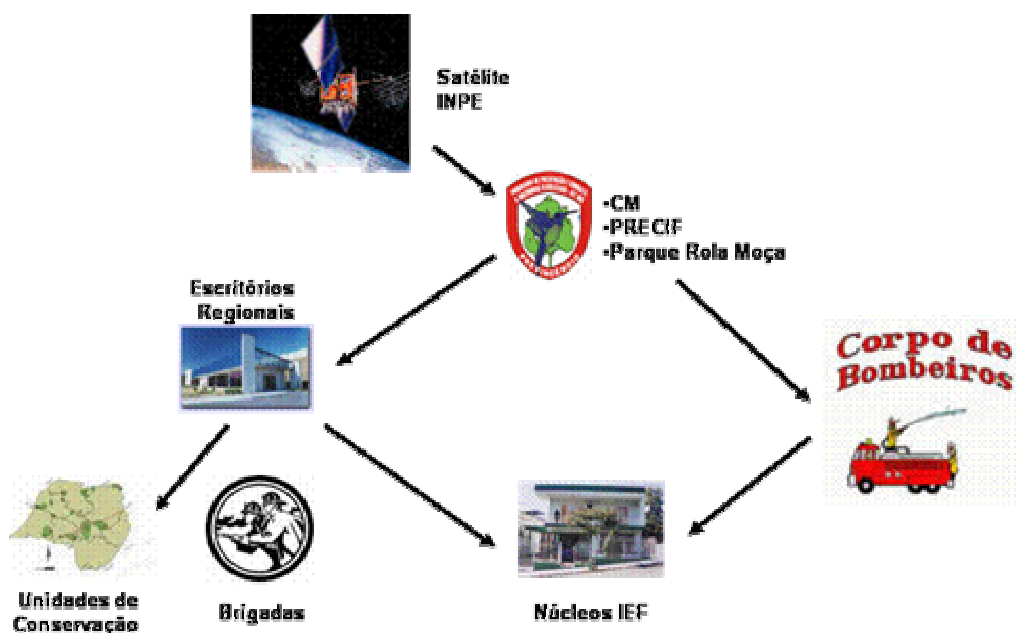 Satélite
INPE
-CM
-PRECIF
-Parque Rola Moça
Escritórios
Regionais
Corpo de
Bombeiros
Unidades de
Conservação
Brigadas
Núcleos IEF